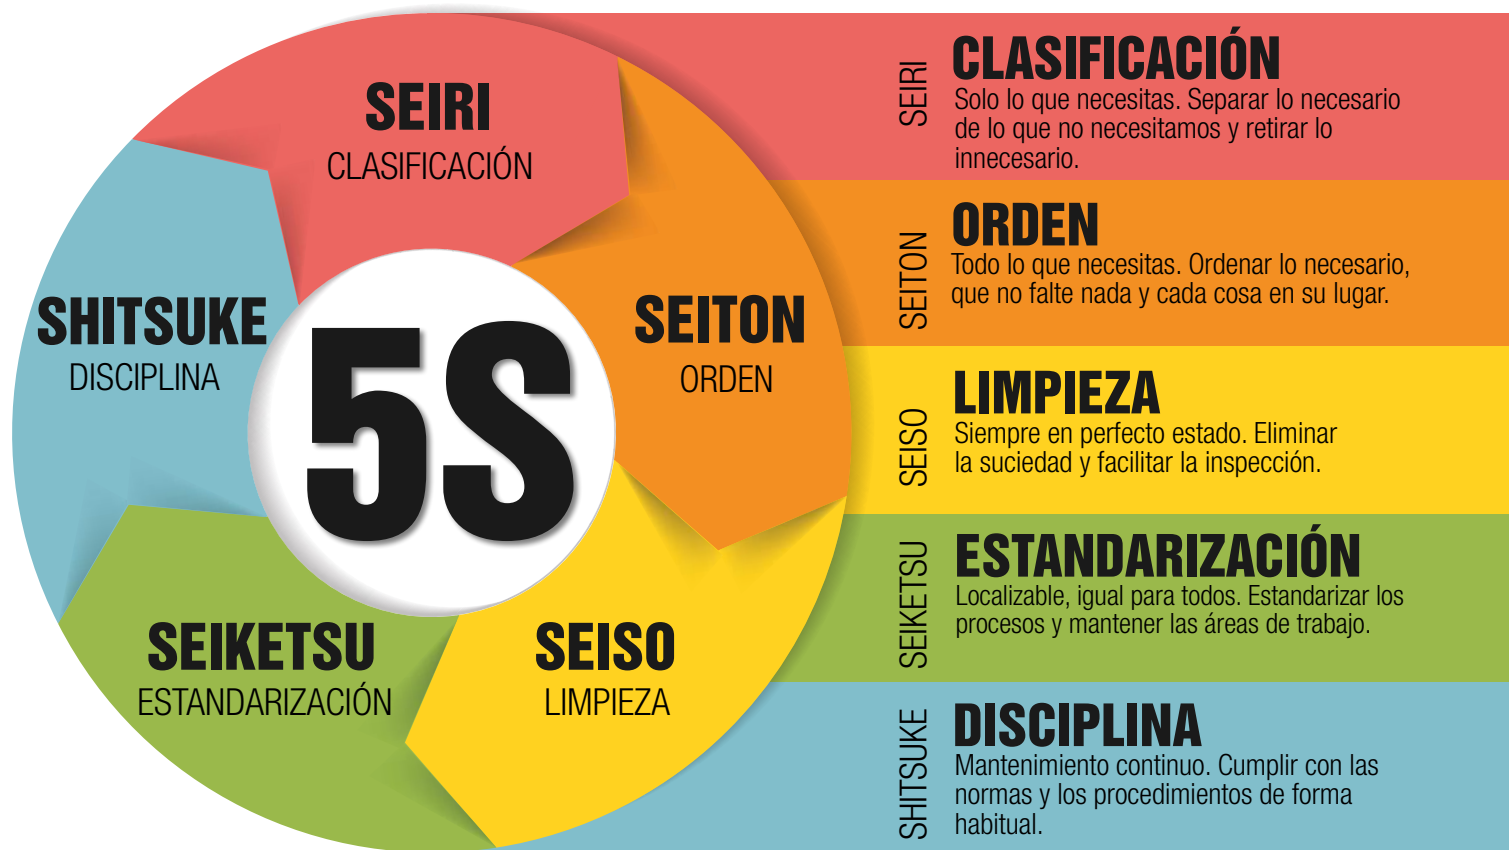 SEIRI
CLASIFICACIÓN
SEITON
ORDEN
SEISO
LIMPIEZA
SEIKETSU
ESTANDARIZACIÓN
SHITSUKE
DISCIPLINA
5S
SEIRI
CLASIFICACIÓN
Solo lo que necesitas. Separar lo necesario
de lo que no necesitamos y retirar lo
innecesario.
SEITON
ORDEN
Todo lo que necesitas. Ordenar lo necesario,
que no falte nada y cada cosa en su lugar.
SEISO
LIMPIEZA
Siempre en perfecto estado. Eliminar
la suciedad y facilitar la inspección.
SEIKETSU
ESTANDARIZACIÓN
Localizable, igual para todos. Estandarizar los
procesos y mantener las áreas de trabajo.
SHITSUKE
DISCIPLINA
Mantenimiento continuo. Cumplir con las
normas y los procedimientos de forma
habitual.